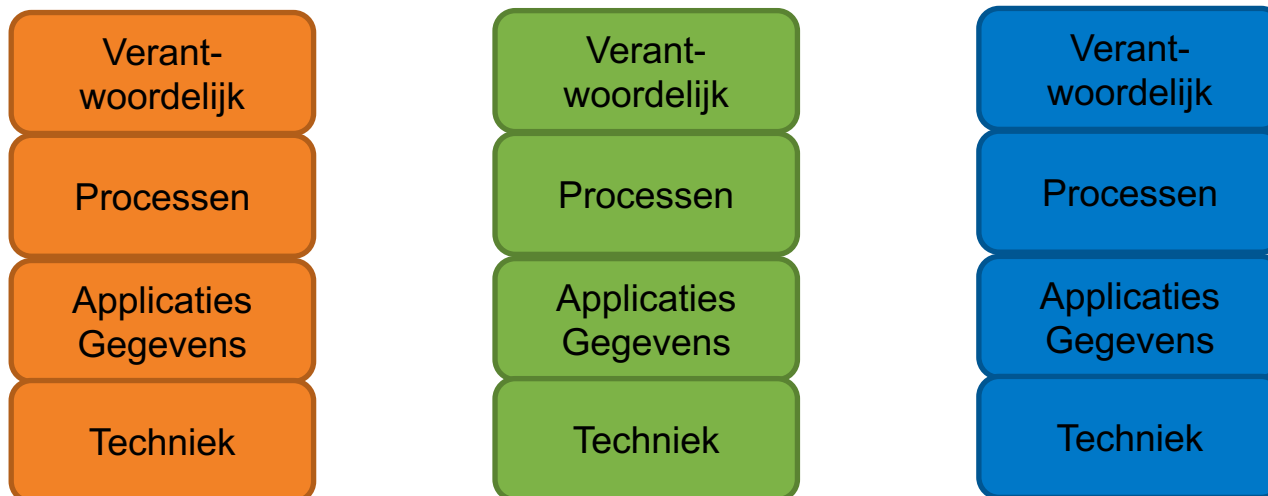 Verant-
woordelijk
Processen
Applicaties
Gegevens
Techniek
Verant-
woordelijk
Processen
Applicaties
Gegevens
Techniek
Verant-
woordelijk
Processen
Applicaties
Gegevens
Techniek